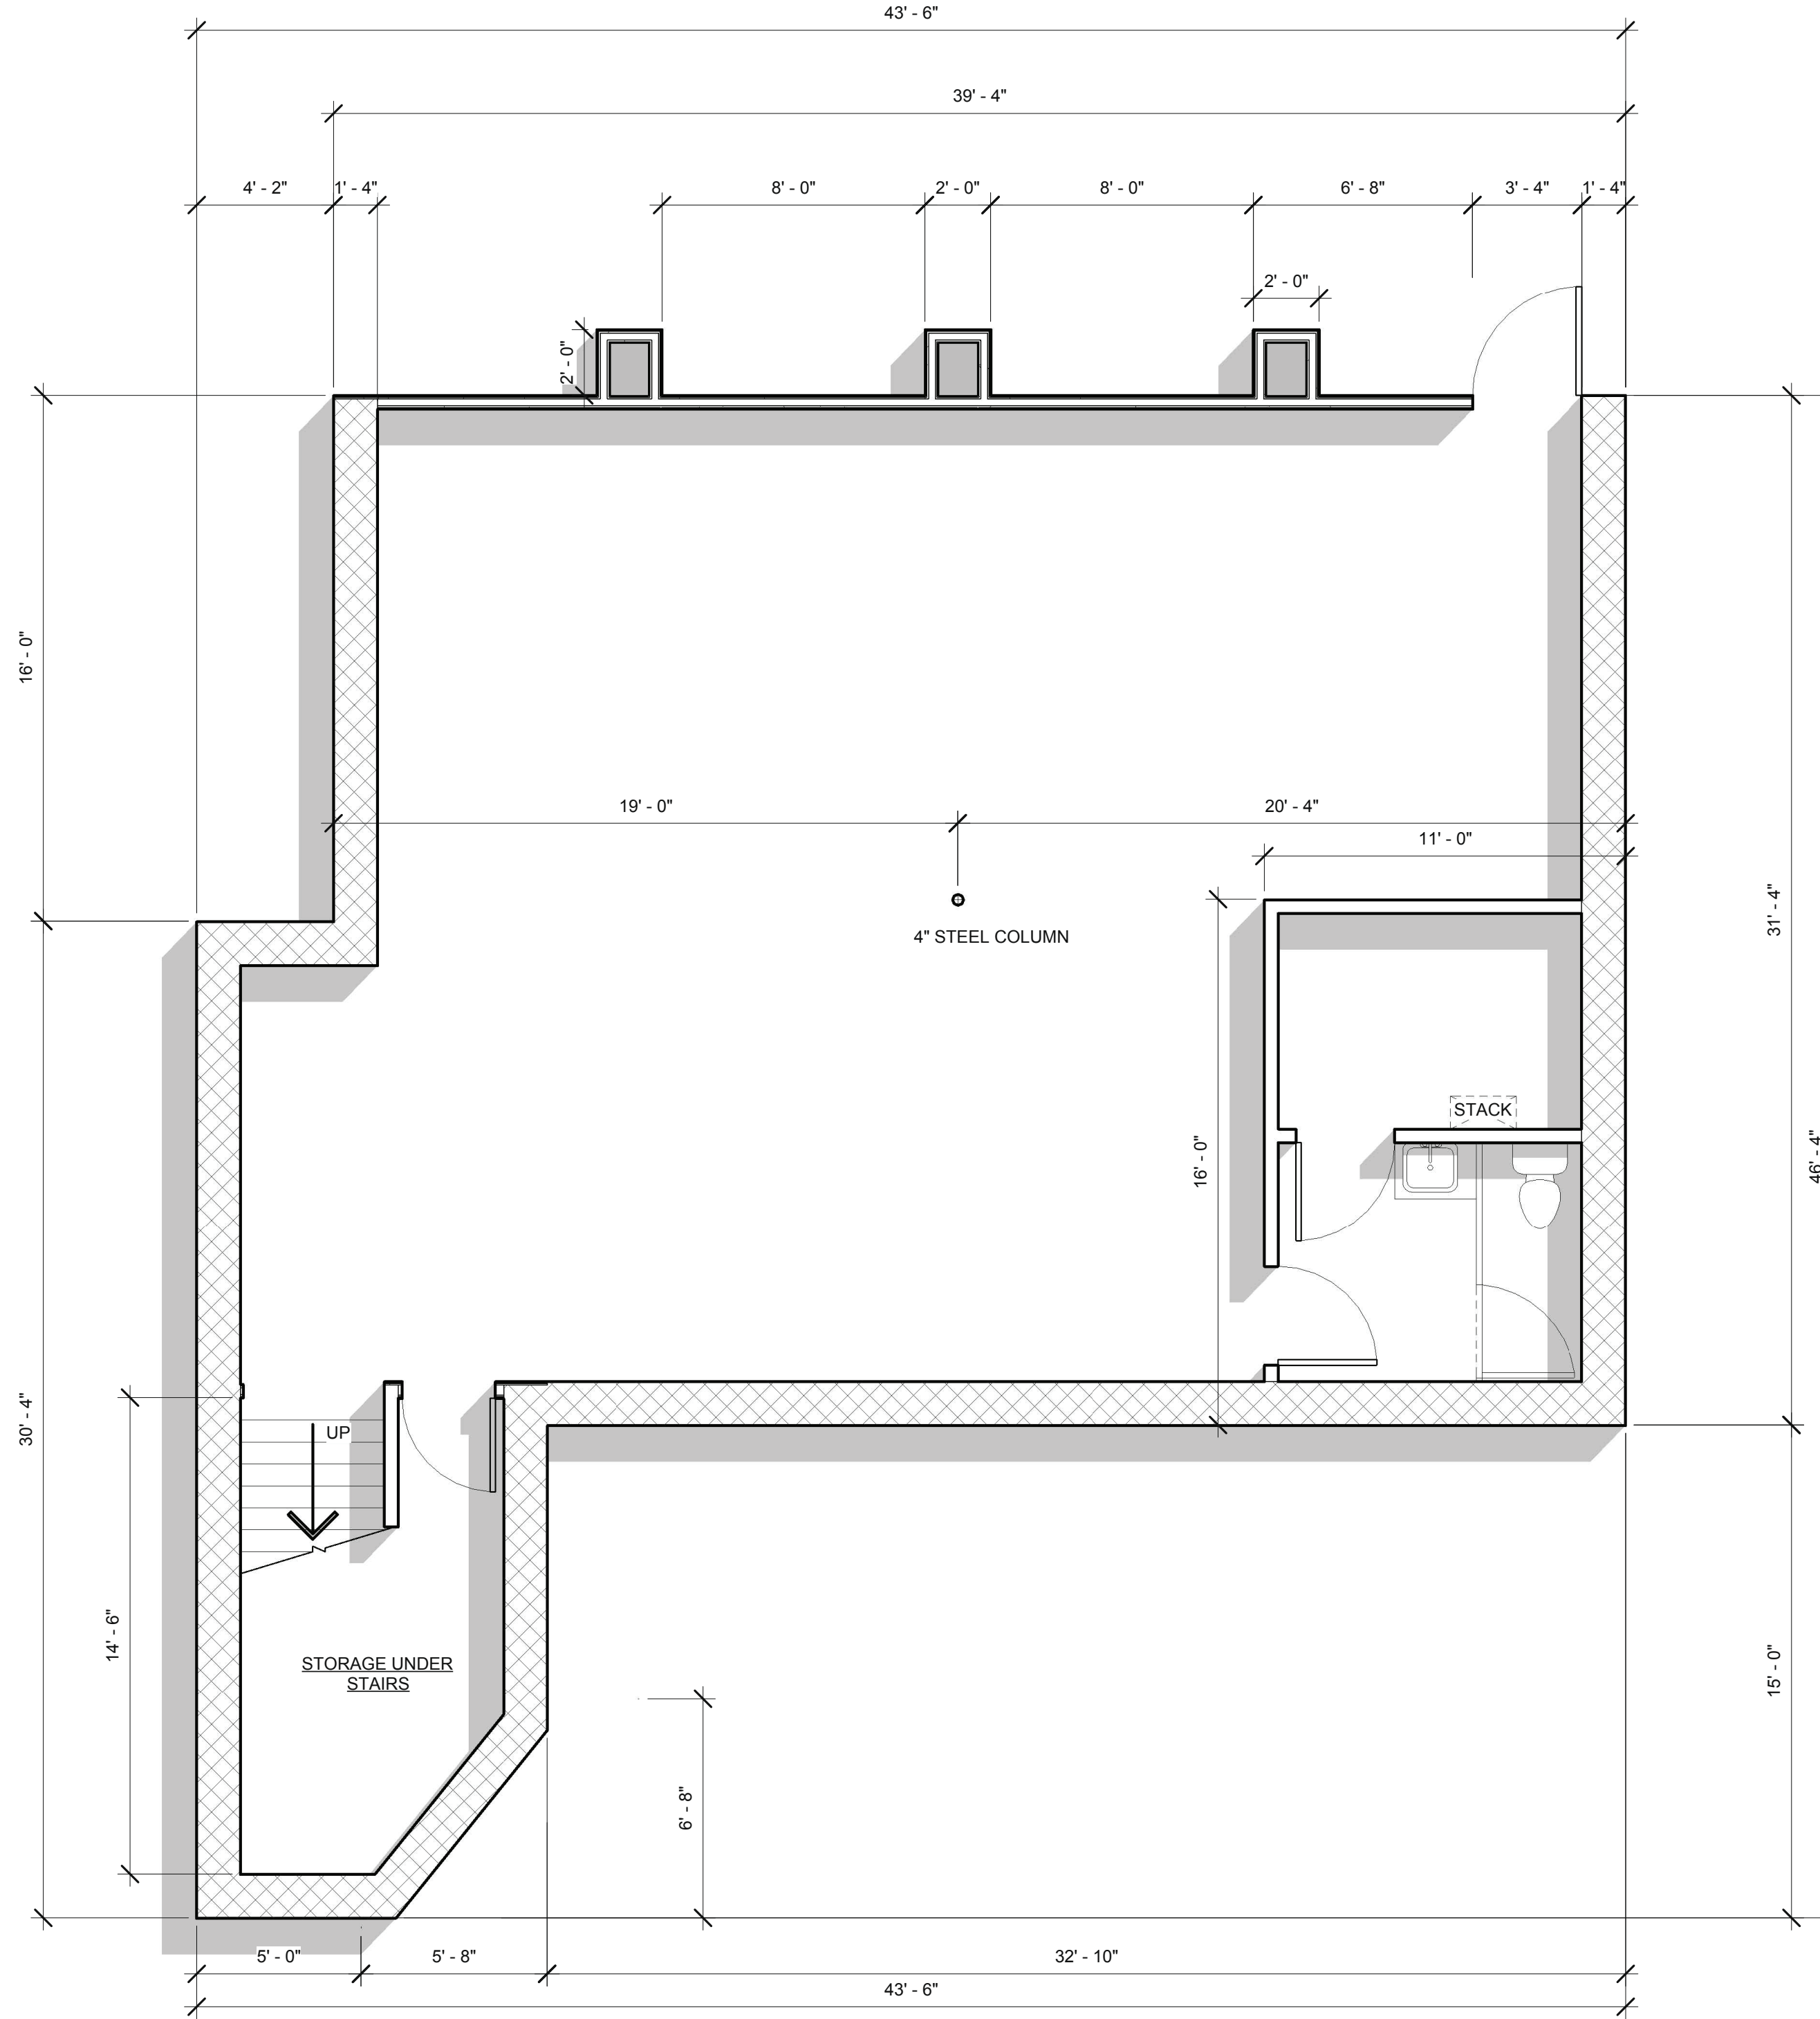 43' - 6"
39' - 4"
4' - 2"
1' - 4"
8' - 0"
2' - 0"
8' - 0"
6' - 8"
3' - 4"
1' - 4"
2' - 0"
2' - 0"
16' - 0"
19' - 0"
20' - 4"
11' - 0"
31' - 4"
4" STEEL COLUMN
STACK
16' - 0"
46' - 4"
30' - 4"
UP
14' - 6"
STORAGE UNDER
STAIRS
15' - 0"
6' - 8"
5' - 0"
5' - 8"
32' - 10"
43' - 6"